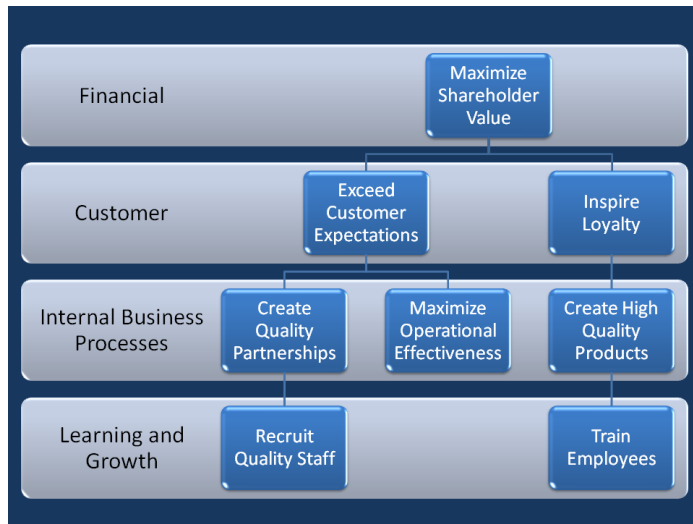 Financial
Maximize
Shareholder
Value
Customer
Exceed
Customer
Expectations
Inspire
Loyalty
Internal Business
Processes
Create
Quality
Partnerships
Maximize
Operational
Effectiveness
Create High
Quality
Products
Learning and
Growth
Recruit
Quality Staff
Train
Employees